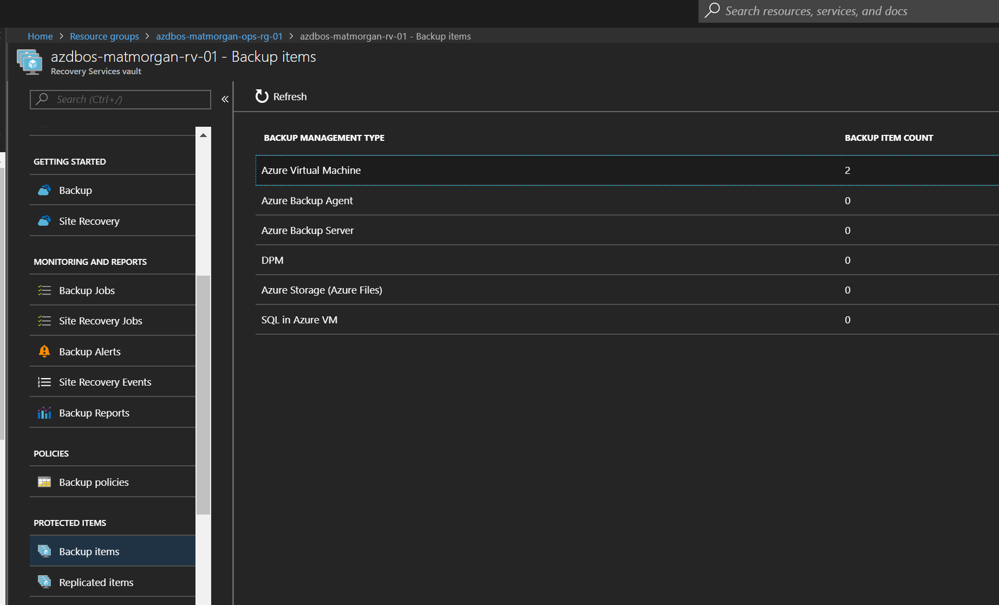 Search resources, services, and docs
Home > Resource groups > azdbos-matmorgan-ops-rg-01 > azdbos-matmorgan-rv-01 - Backup items
azdbos-matmorgan-rv-01 - Backup items
Recovery Services vault
Search (Ctrl+/)
«
Refresh
GETTING STARTED
Backup
Site Recovery
MONITORING AND REPORTS
Backup Jobs
Site Recovery Jobs
Backup Alerts
Site Recovery Events
Backup Reports
POLICIES
Backup policies
PROTECTED ITEMS
Backup items
Replicated items
BACKUP MANAGEMENT TYPE BACKUP ITEM COUNT
Azure Virtual Machine 2
Azure Backup Agent 0
Azure Backup Server 0
DPM 0
Azure Storage (Azure Files) 0
SQL in Azure VM 0